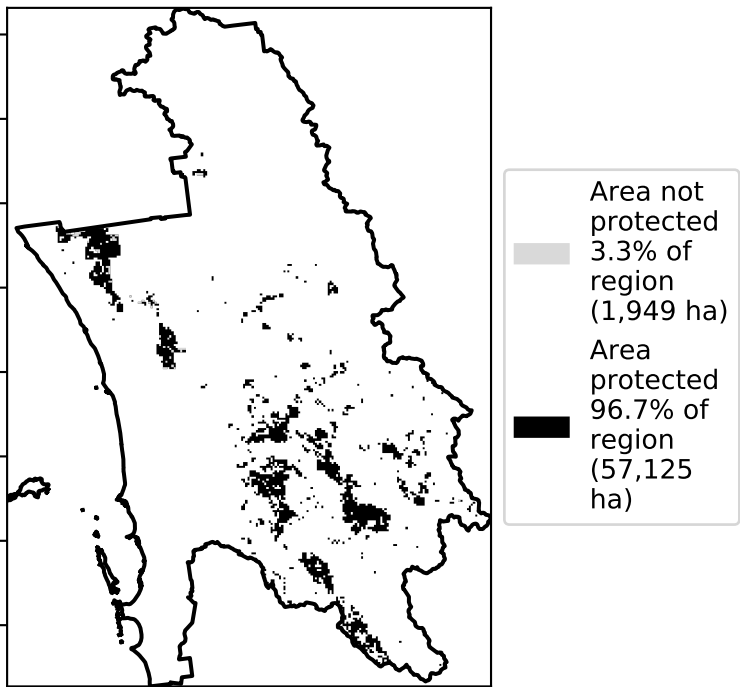 Area not
protected
3.3% of
region
(1,949 ha)
Area
protected
96.7% of
region
(57,125
ha)